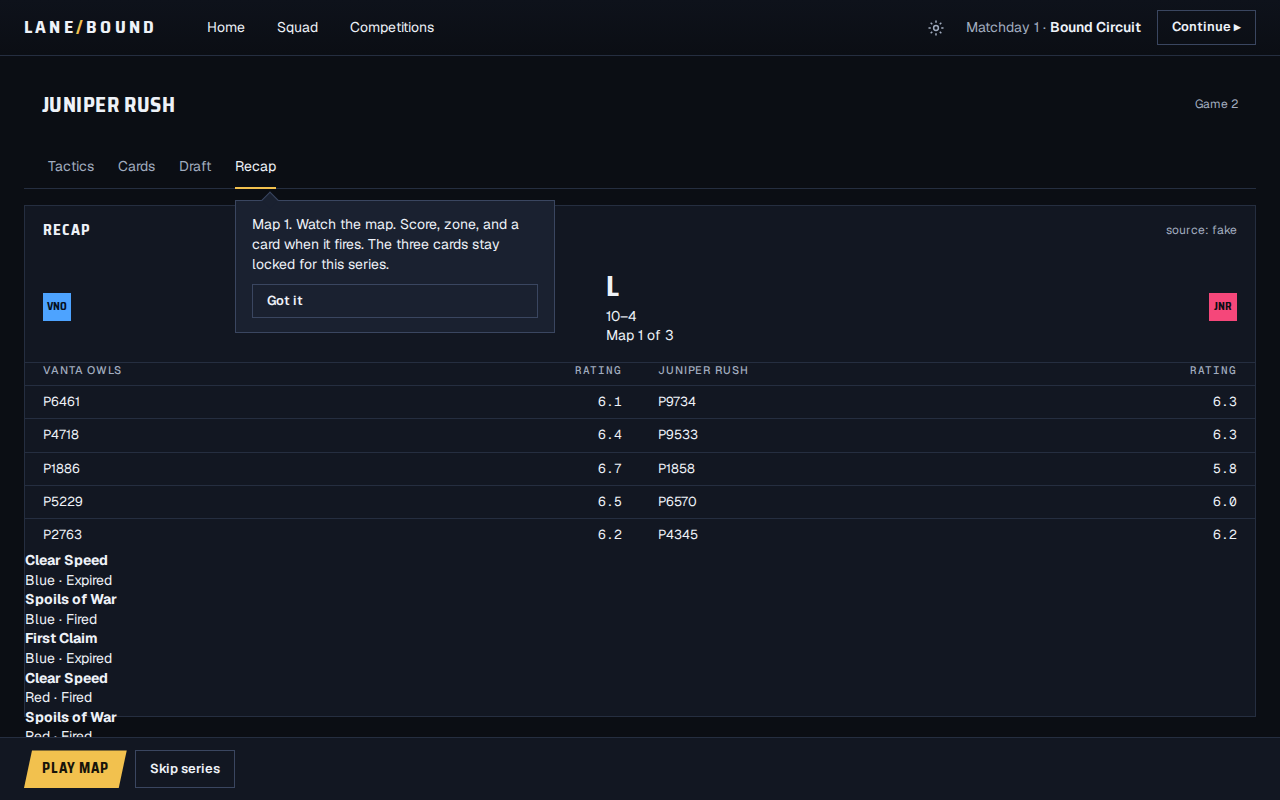 LANE/BOUND
Home
Squad
Competitions
Matchday 1 · Bound Circuit
Continue ▸
JUNIPER RUSH
Game 2
Tactics
Cards
Draft
Recap
RECAP
source: fake
Map 1. Watch the map. Score, zone, and a
card when it fires. The three cards stay
locked for this series.
Got it
VNO
L
10–4
Map 1 of 3
JNR
VANTA OWLS RATING JUNIPER RUSH RATING
P6461 6.1 P9734 6.3
P4718 6.4 P9533 6.3
P1886 6.7 P1858 5.8
P5229 6.5 P6570 6.0
P2763 6.2 P4345 6.2
Clear Speed
Blue · Expired
Spoils of War
Blue · Fired
First Claim
Blue · Expired
Clear Speed
Red · Fired
Spoils of War
Red · Fired
PLAY MAP
Skip series